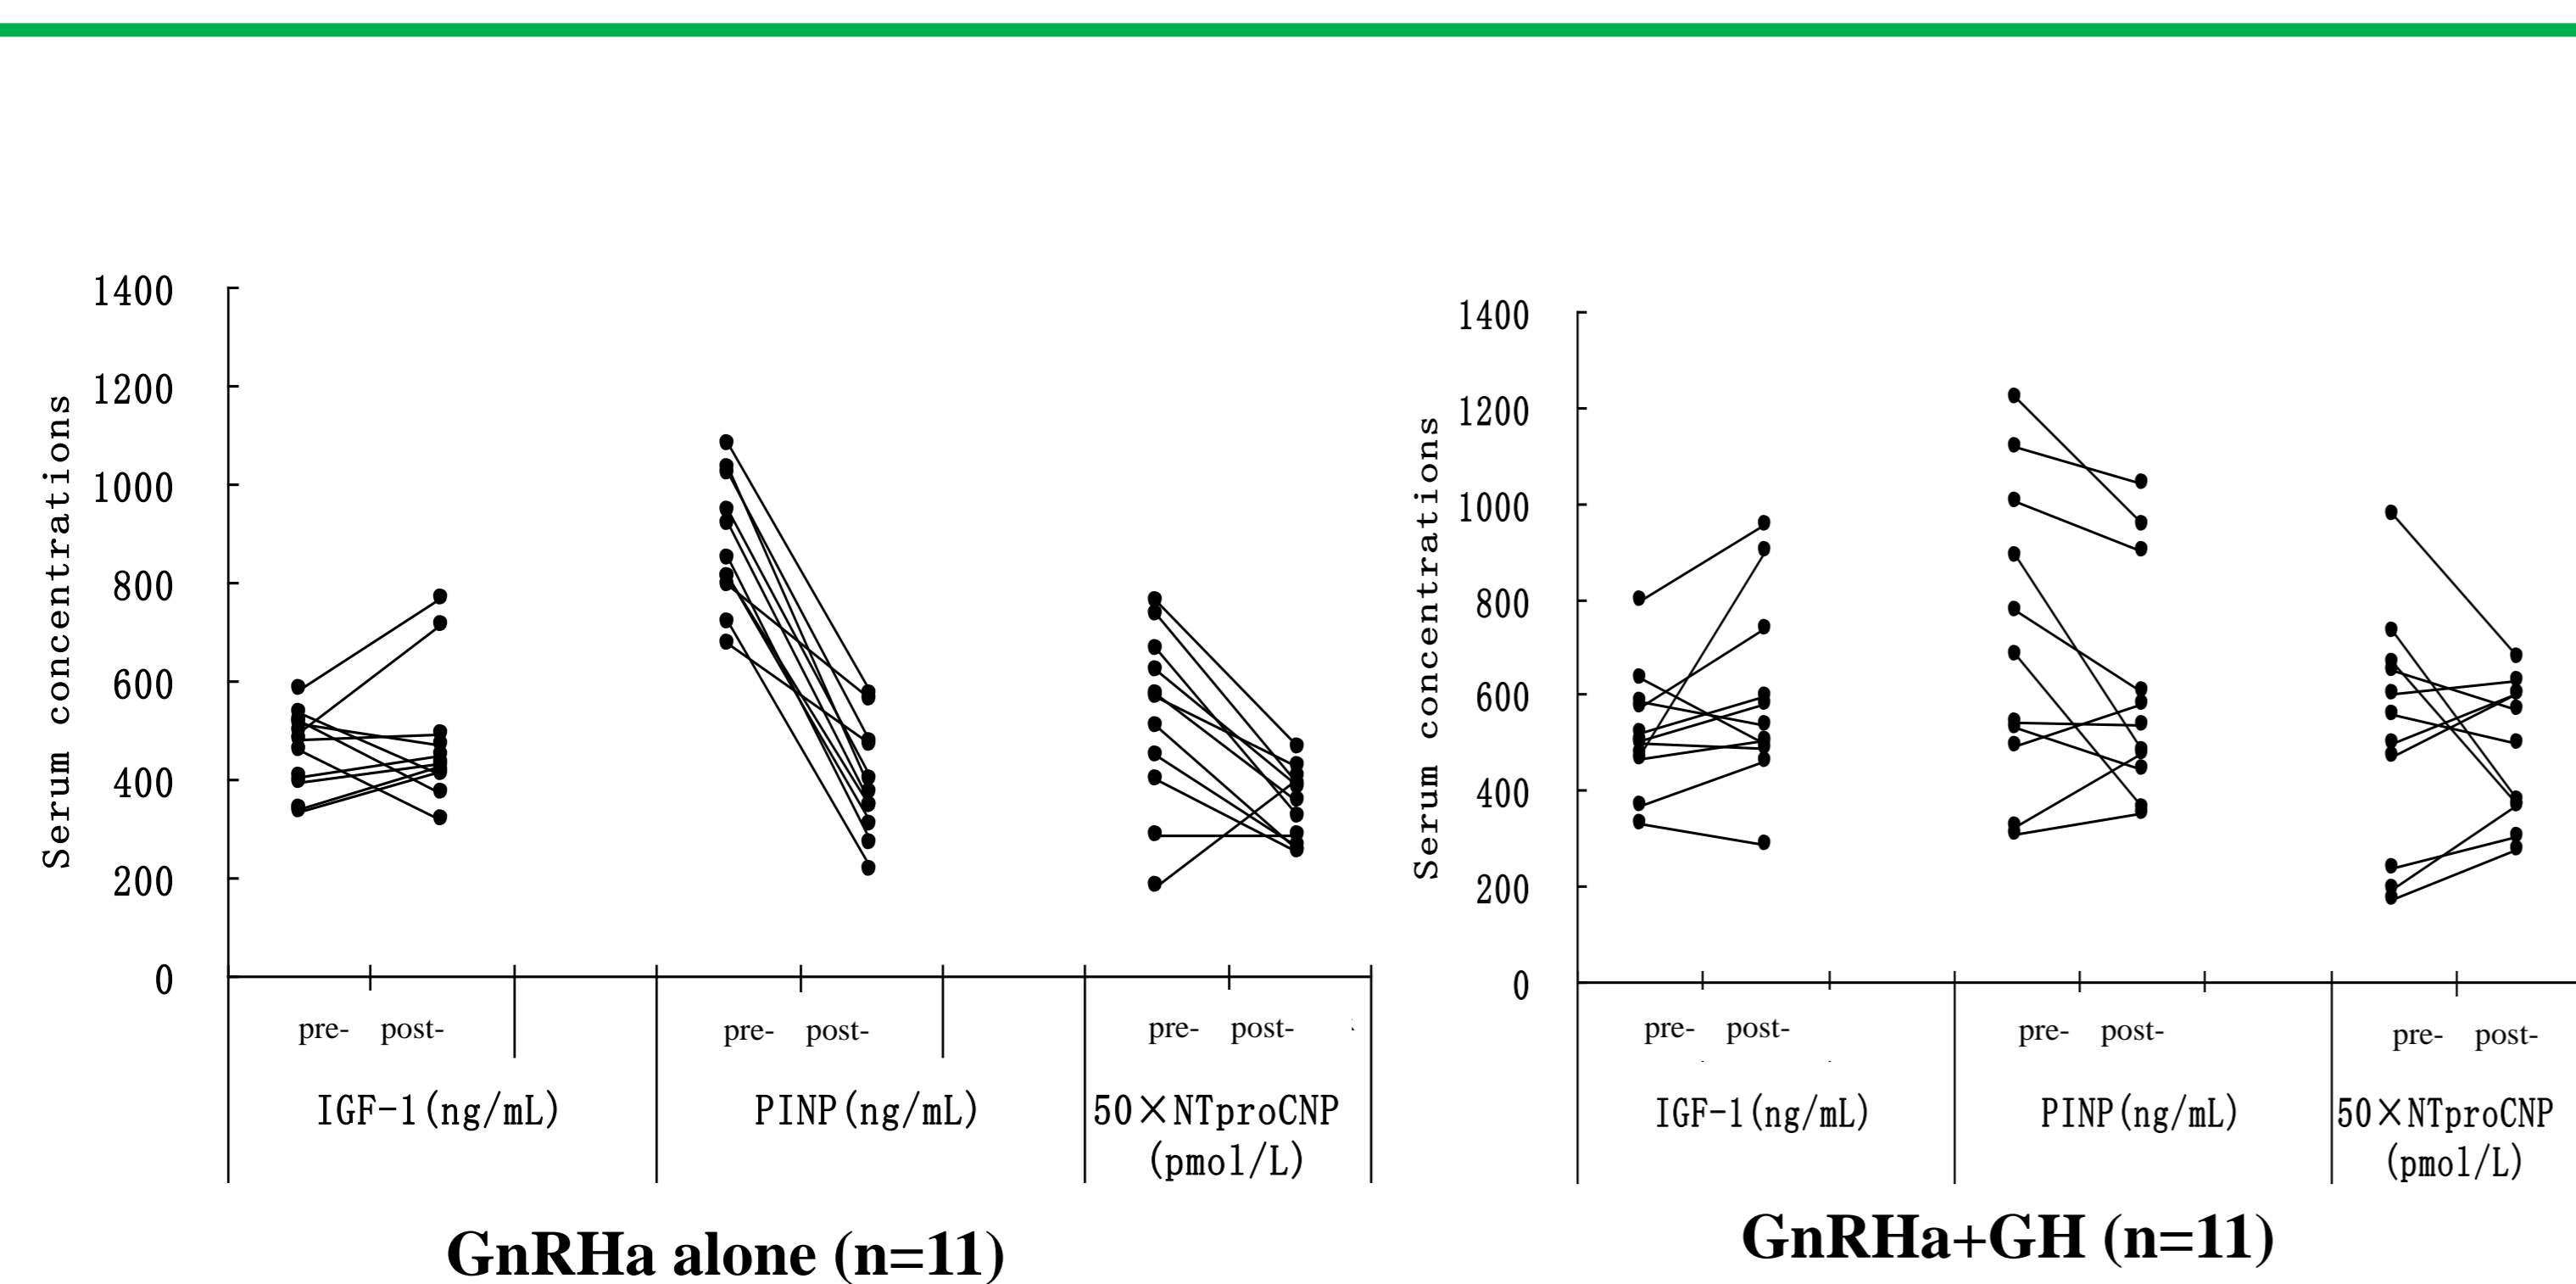 1400
1200
1000
800
600
400
200
0
Serum concentrations
pre- post-
pre- post-
pre- post-
IGF-1(ng/mL)
PINP(ng/mL)
50×NTproCNP
(pmol/L)
GnRHa alone (n=11)
1400
1200
1000
800
600
400
200
0
Serum concentrations
pre- post-
pre- post-
pre- post-
IGF-1(ng/mL)
PINP(ng/mL)
50×NTproCNP
(pmol/L)
GnRHa+GH (n=11)